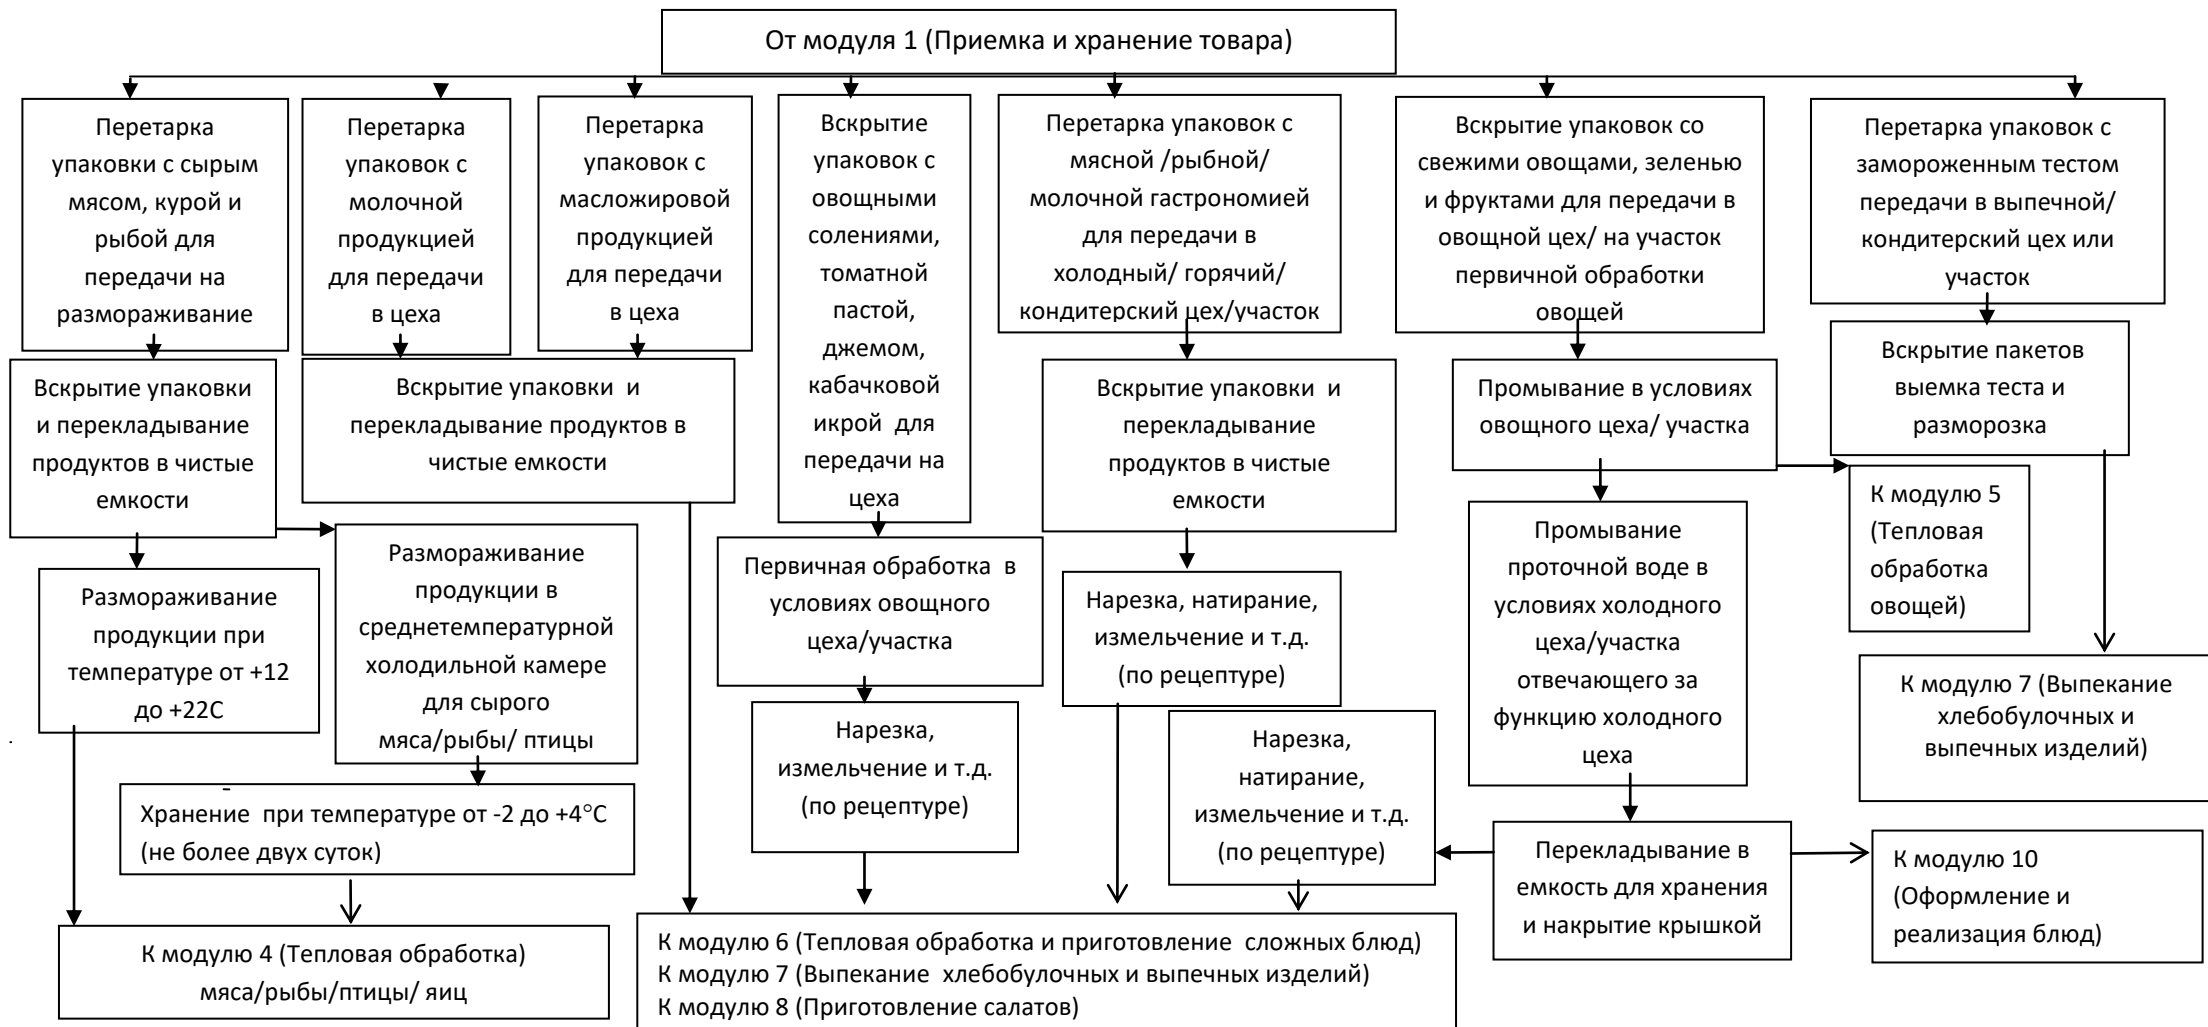 От модуля 1 (Приемка и хранение товара)
Перетарка
упаковки с сырым
мясом, курой и
рыбой для
передачи на
размораживание
Перетарка
упаковок с
молочной
продукцией
для передачи
в цеха
Перетарка
упаковок с
масложировой
продукцией
для передачи
в цеха
Вскрытие
упаковок с
овощными
солениями,
томатной
пастой,
джемом,
кабачковой
икрой для
передачи на
цеха
Перетарка упаковок с
мясной /рыбной/
молочной гастрономией
для передачи в
холодный/ горячий/
кондитерский цех/участок
Вскрытие упаковок со
свежими овощами, зеленью
и фруктами для передачи в
овощной цех/ на участок
первичной обработки
овощей
Перетарка упаковок с
замороженным тестом
передачи в выпечной/
кондитерский цех или
участок
Вскрытие упаковки
и перекладывание
продуктов в чистые
емкости
Вскрытие упаковки и
перекладывание продуктов в
чистые емкости
Вскрытие упаковки и
перекладывание
продуктов в чистые
емкости
Промывание в условиях
овощного цеха/ участка
Вскрытие пакетов
выемка теста и
разморозка
Размораживание
продукции при
температуре от +12
до +22С
Размораживание
продукции в
среднетемпературной
холодильной камере
для сырого
мяса/рыбы/ птицы
Первичная обработка в
условиях овощного
цеха/участка
Нарезка, натирание,
измельчение и т.д.
(по рецептуре)
Промывание
проточной воде в
условиях холодного
цеха/участка
отвечающего за
функцию холодного
цеха
К модулю 5
(Тепловая
обработка
овощей)
К модулю 7 (Выпекание
хлебобулочных и
выпечных изделий)
Хранение при температуре от -2 до +4°С
(не более двух суток)
Нарезка,
измельчение и т.д.
(по рецептуре)
Нарезка,
натирание,
измельчение и т.д.
(по рецептуре)
Перекладывание в
емкость для хранения
и накрытие крышкой
К модулю 10
(Оформление и
реализация блюд)
К модулю 4 (Тепловая обработка)
мяса/рыбы/птицы/ яиц
К модулю 6 (Тепловая обработка и приготовление сложных блюд)
К модулю 7 (Выпекание хлебобулочных и выпечных изделий)
К модулю 8 (Приготовление салатов)